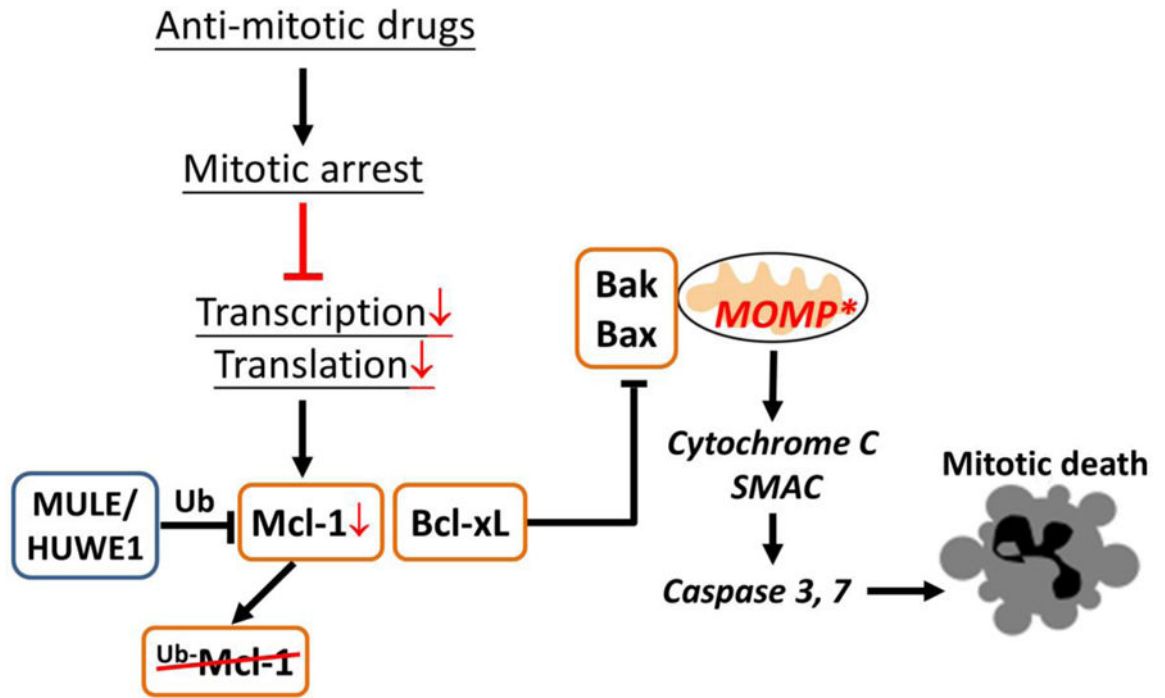 Anti-mitotic drugs
Mitotic arrest
Transcription↓
Translation↓
Bak
Bax
MOMP*
Cytochrome C
SMAC
Caspase 3, 7
Mitotic death
MULE/
HUWE1
Ub
Mcl-1↓
Bcl-xL
Ub-Mcl-1